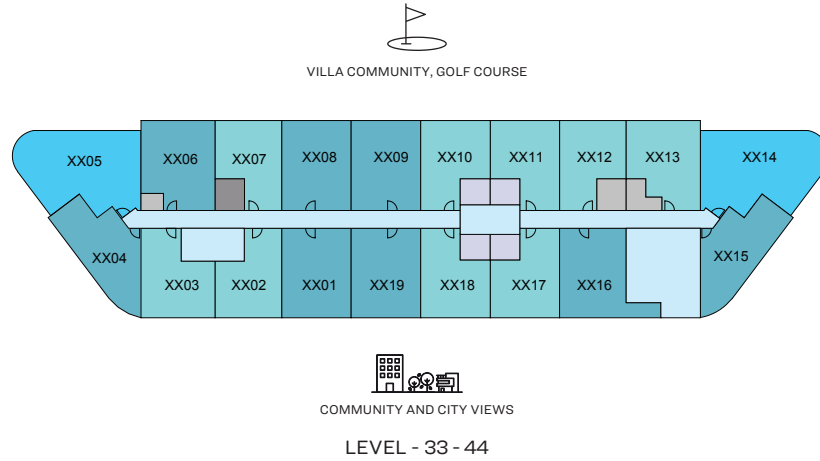 VILLA COMMUNITY, GOLF COURSE
XX05
XX06
XX07
XX08
XX09
XX10
XX11
XX12
XX13
XX14
XX04
XX03
XX02
XX01
XX19
XX18
XX17
XX16
XX15
COMMUNITY AND CITY VIEWS
LEVEL - 33 - 44